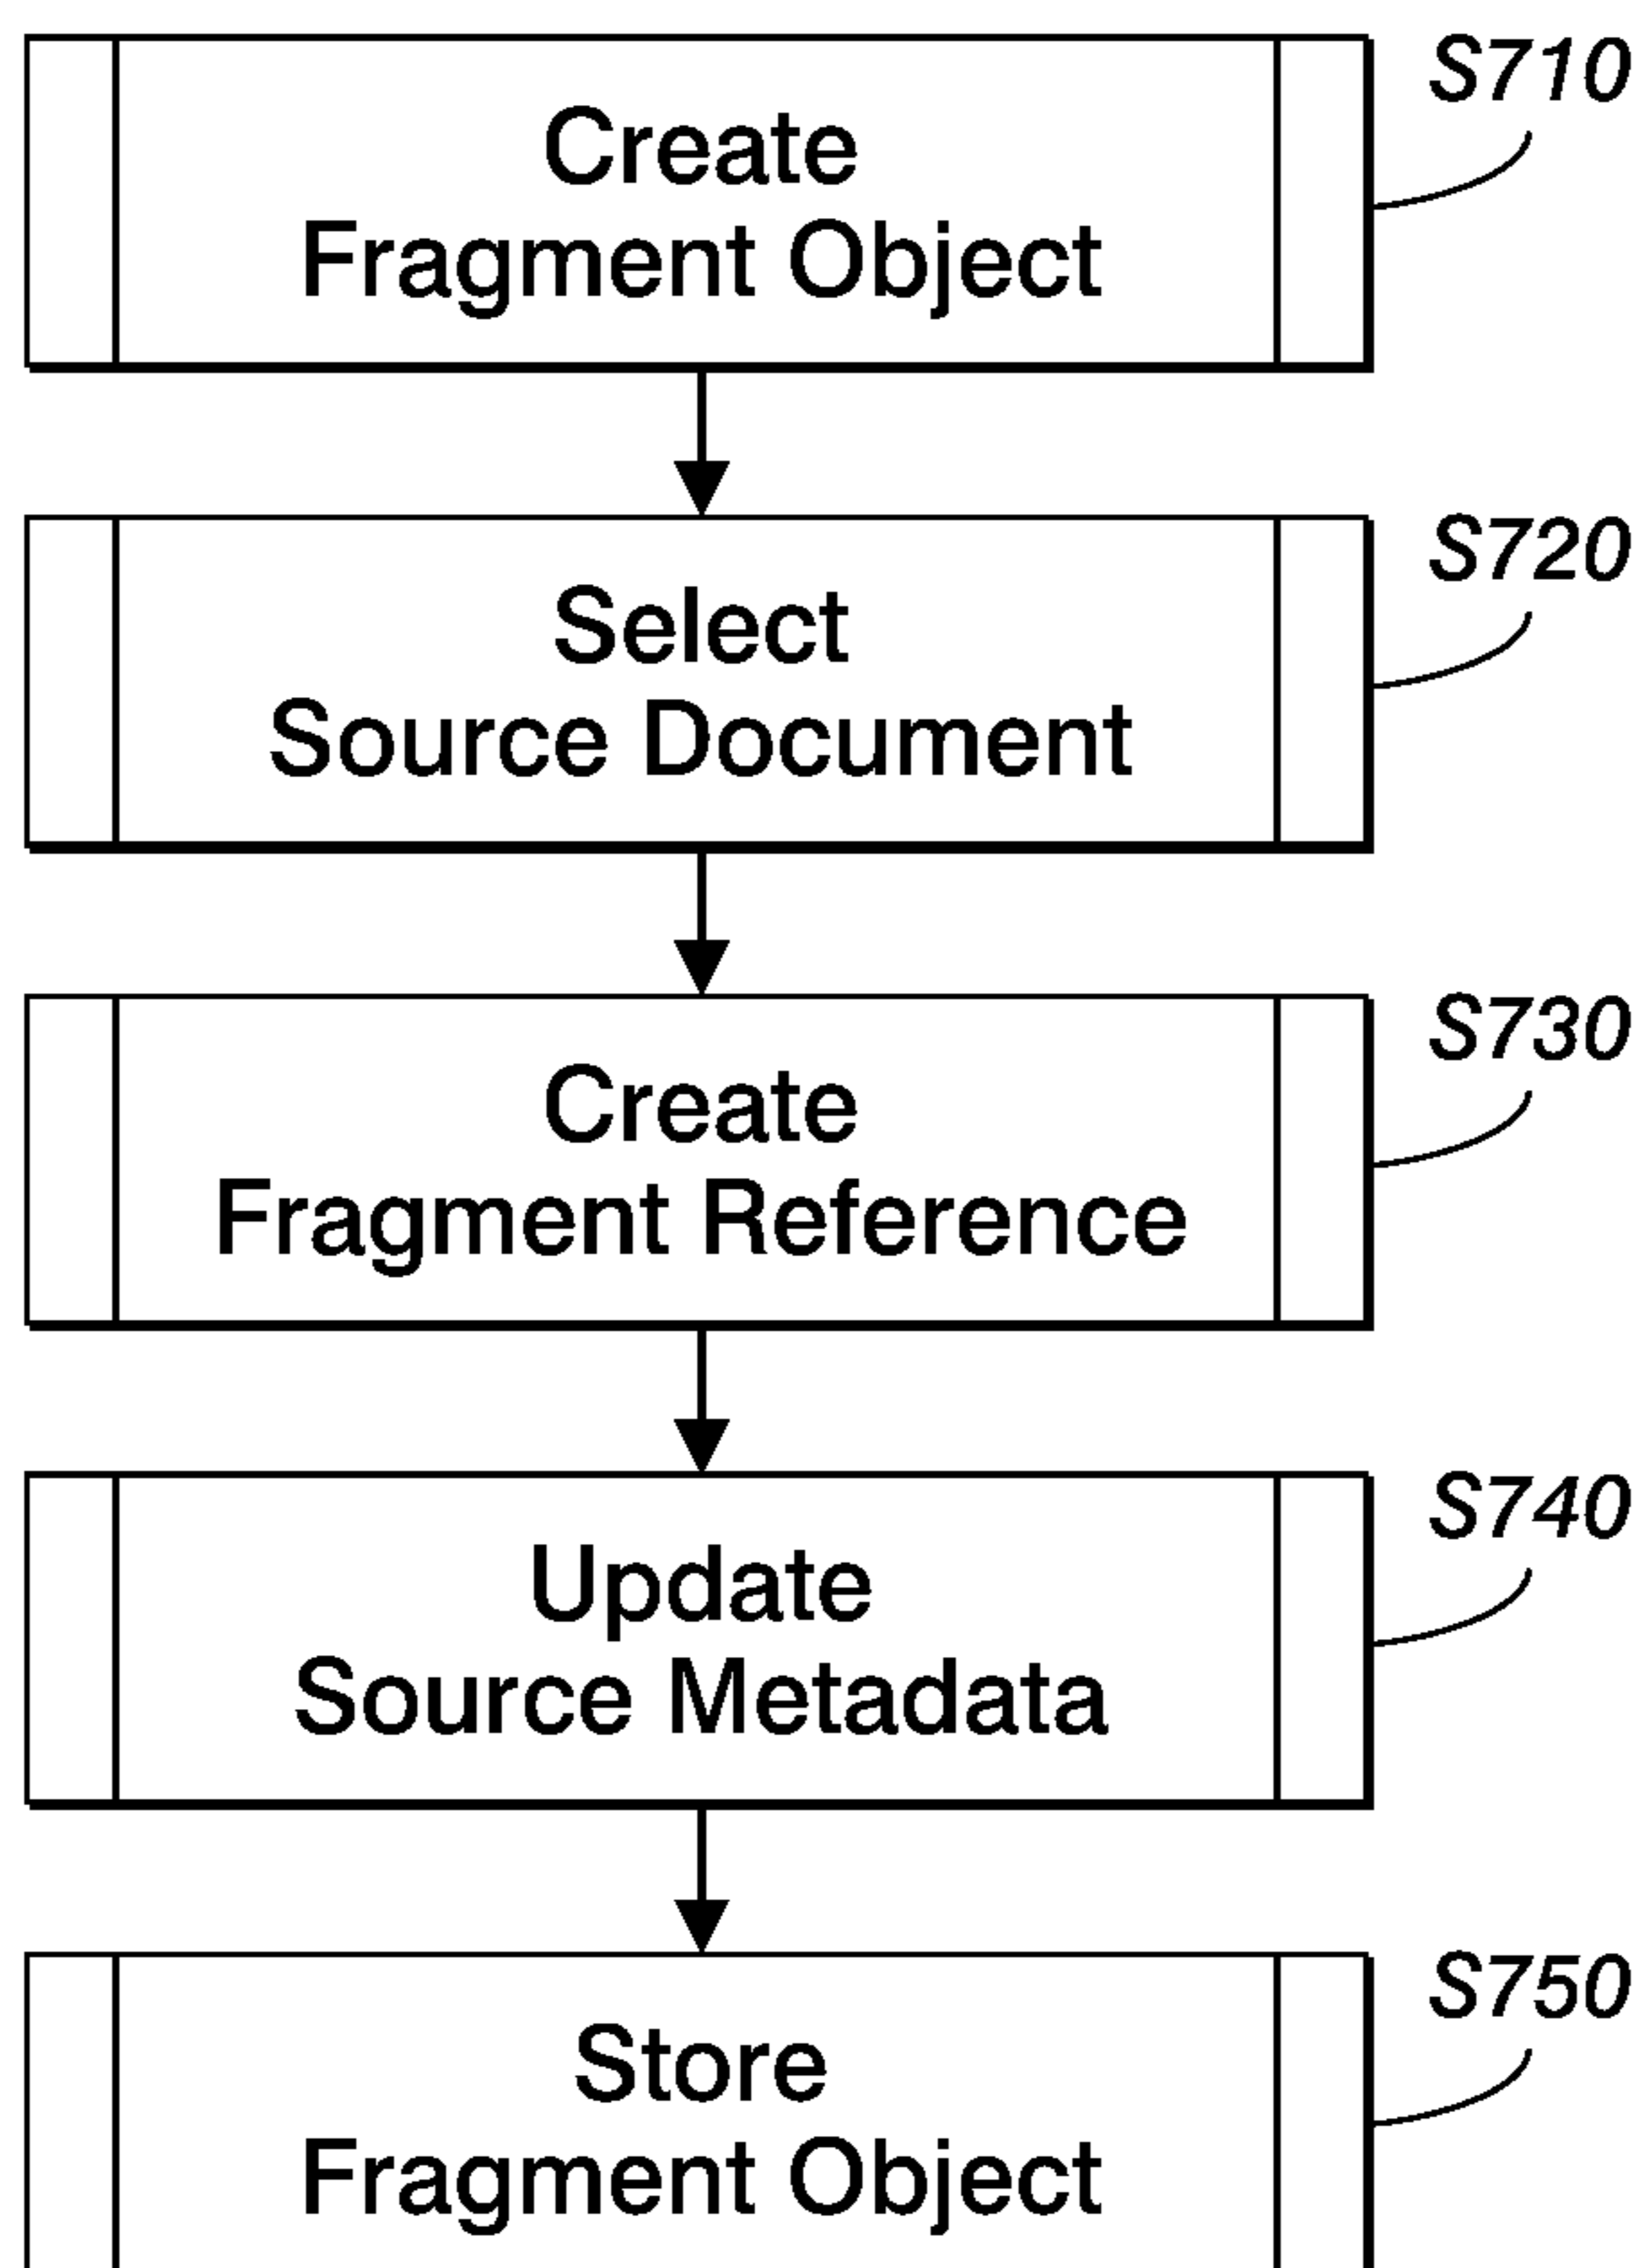 S710
Create
Fragment Object
S720
Select
Source Document
S730
Create
Fragment Reference
S740
Update
Source Metadata
S750
Store
Fragment Object